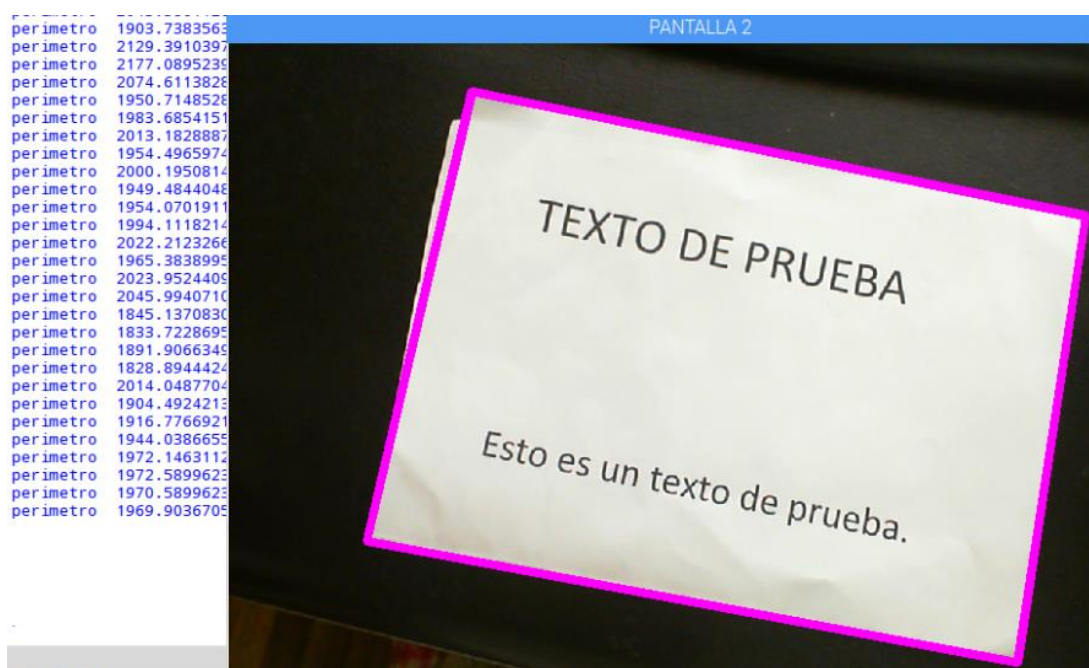 perimetro 1903.7383563
perimetro 2129.3910397
perimetro 2177.0895239
perimetro 2074.6113828
perimetro 1950.7148528
perimetro 1983.6854151
perimetro 2013.1828887
perimetro 1954.4965974
perimetro 2000.1950814
perimetro 1949.4844048
perimetro 1954.0701911
perimetro 1994.1118214
perimetro 2022.2123266
perimetro 1965.3838995
perimetro 2023.9524409
perimetro 2045.9940710
perimetro 1845.1370830
perimetro 1833.7228695
perimetro 1891.9066349
perimetro 1828.8944424
perimetro 2014.0487704
perimetro 1904.4924213
perimetro 1916.7766921
perimetro 1944.0386655
perimetro 1972.1463112
perimetro 1972.5899623
perimetro 1970.5899623
perimetro 1969.9036705
PANTALLA 2
TEXTO DE PRUEBA
Esto es un texto de prueba.